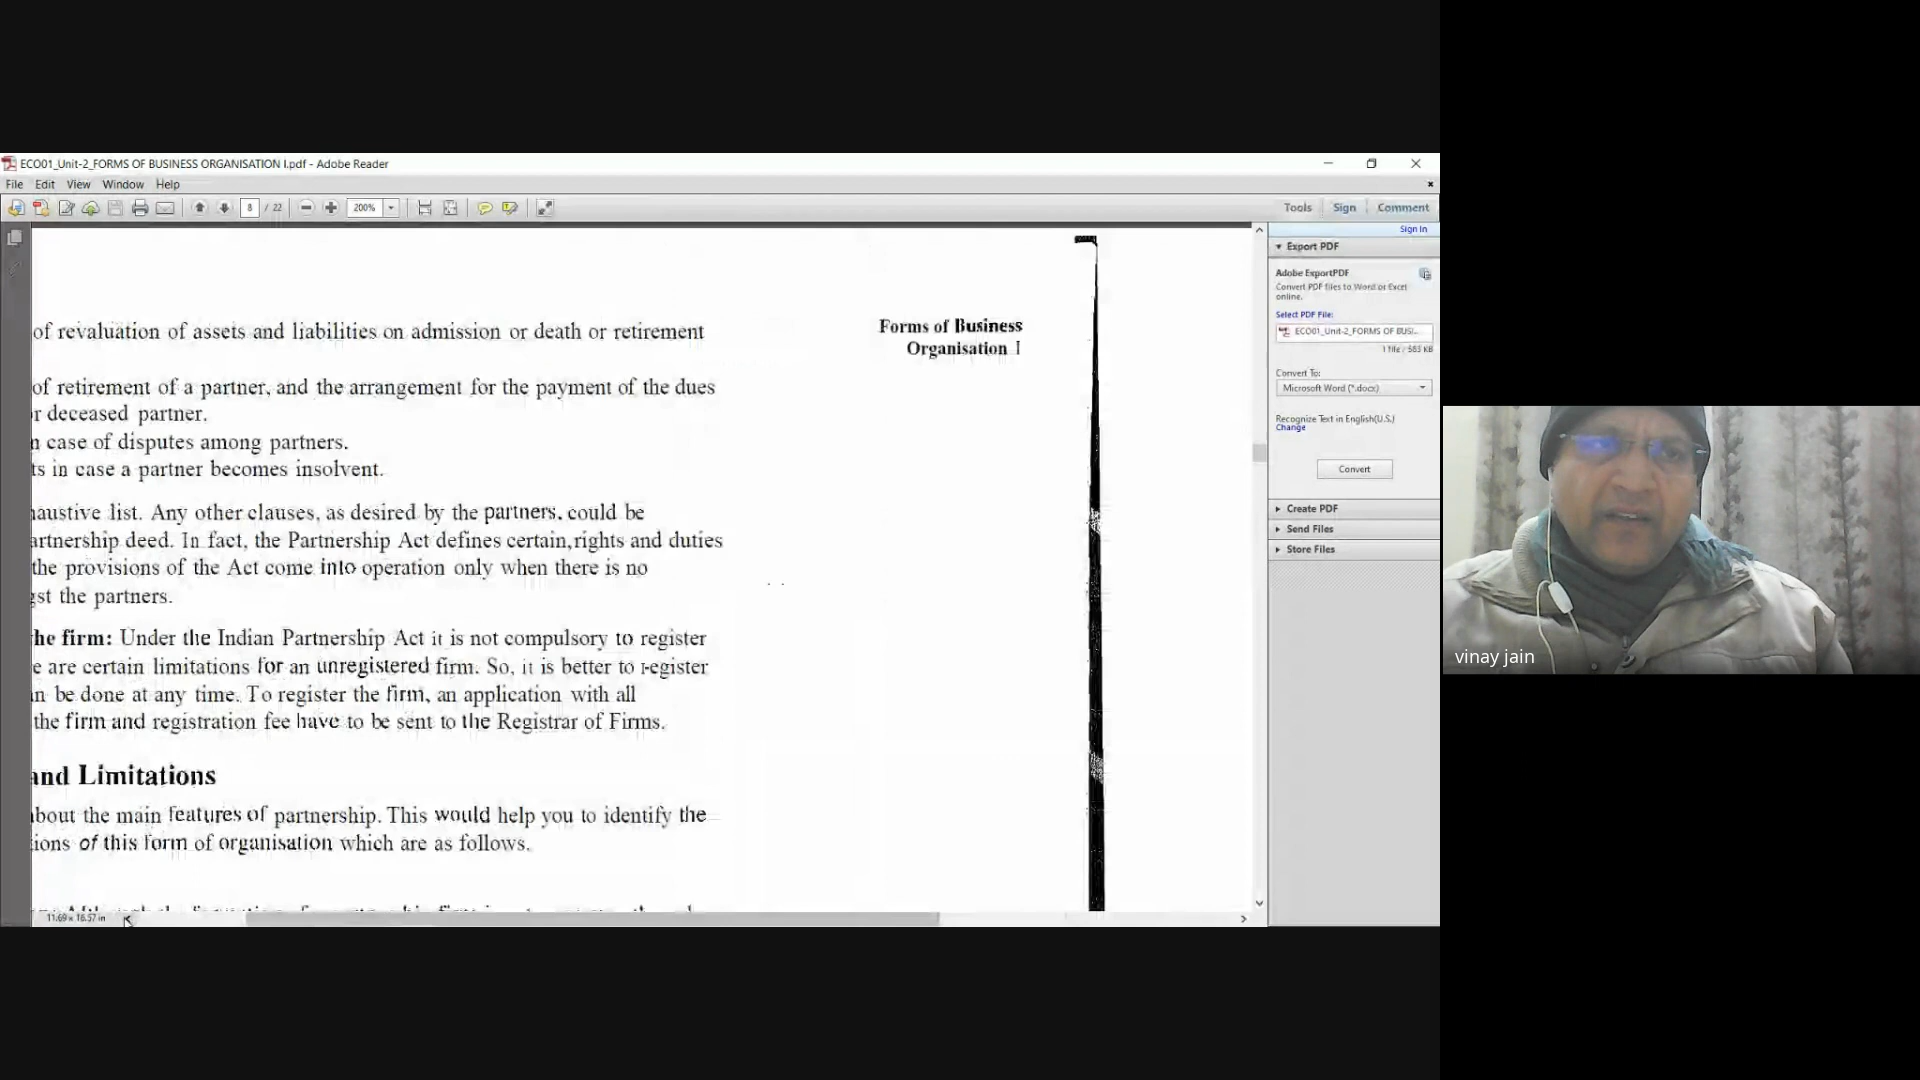 ECO01_Unit-2_FORMS OF BUSINESS ORGANISATION I.pdf - Adobe Reader
File Edit View Window Help
8 / 22 200% Tools Sign Comment
Sign In
Export PDF
Adobe ExportPDF
Convert PDF files to Word or Excel
online.
Select PDF File:
ECO01_Unit-2_FORMS OF BUSI...
1 file / 583 KB
Convert To:
Microsoft Word (*.docx)
Recognize Text in English(U.S.)
Change
Convert
Create PDF
Send Files
Store Files
Forms of Business
Organisation I
of revaluation of assets and liabilities on admission or death or retirement
of retirement of a partner, and the arrangement for the payment of the dues
r deceased partner.
n case of disputes among partners.
ts in case a partner becomes insolvent.
haustive list. Any other clauses, as desired by the partners, could be
artnership deed. In fact, the Partnership Act defines certain, rights and duties
the provisions of the Act come into operation only when there is no
gst the partners.
he firm: Under the Indian Partnership Act it is not compulsory to register
e are certain limitations for an unregistered firm. So, it is better to register
n be done at any time. To register the firm, an application with all
the firm and registration fee have to be sent to the Registrar of Firms.
and Limitations
about the main features of partnership. This would help you to identify the
ions of this form of organisation which are as follows.
11.69 x 16.57 in
vinay jain